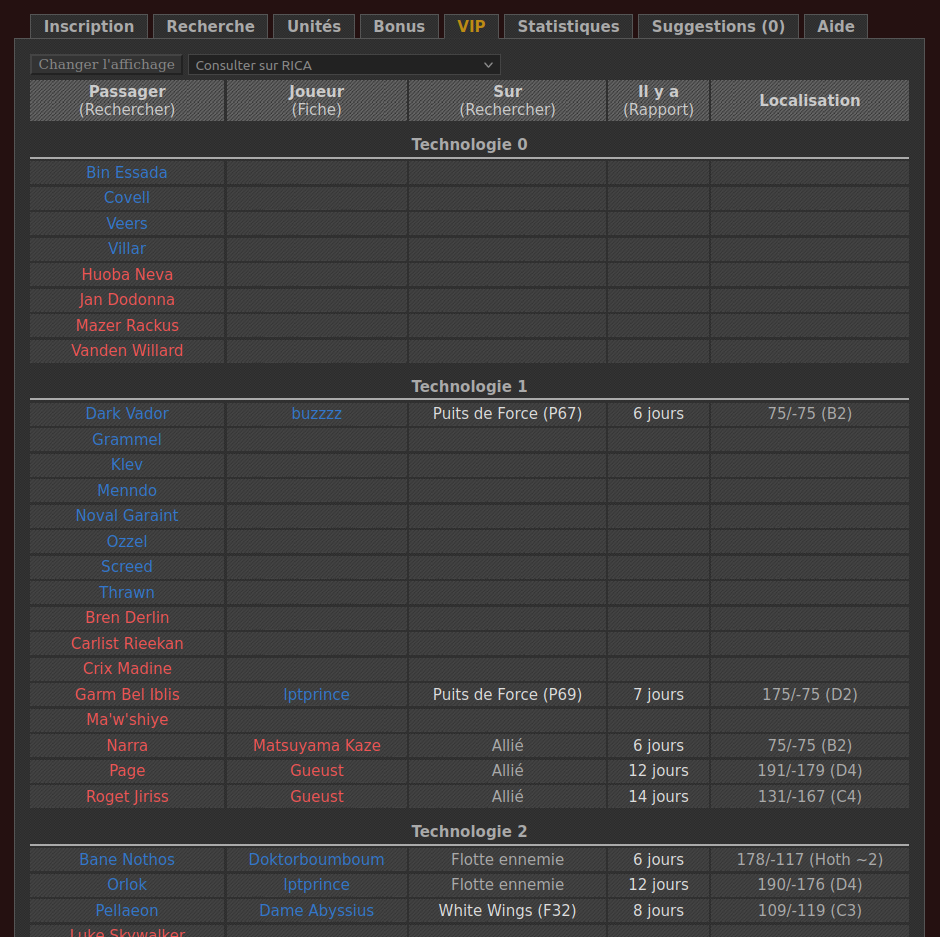 Inscription Recherche Unités Bonus VIP Statistiques Suggestions (0) Aide
Changer l'affichage Consulter sur RICA
Passager Joueur Sur Il y a Localisation
(Rechercher) (Fiche) (Rechercher) (Rapport)
Technologie 0
Bin Essada
Covell
Veers
Villar
Huoba Neva
Jan Dodonna
Mazer Rackus
Vanden Willard
Technologie 1
Dark Vador buzzzz Puits de Force (P67) 6 jours 75/-75 (B2)
Grammel
Klev
Menndo
Noval Garaint
Ozzel
Screed
Thrawn
Bren Derlin
Carlist Rieekan
Crix Madine
Garm Bel Iblis lptprince Puits de Force (P69) 7 jours 175/-75 (D2)
Ma'w'shiye
Narra Matsuyama Kaze Allié 6 jours 75/-75 (B2)
Page Gueust Allié 12 jours 191/-179 (D4)
Roget Jiriss Gueust Allié 14 jours 131/-167 (C4)
Technologie 2
Bane Nothos Doktorboumboum Flotte ennemie 6 jours 178/-117 (Hoth ~2)
Orlok lptprince Flotte ennemie 12 jours 190/-176 (D4)
Pellaeon Dame Abyssius White Wings (F32) 8 jours 109/-119 (C3)
Luke Skywalker